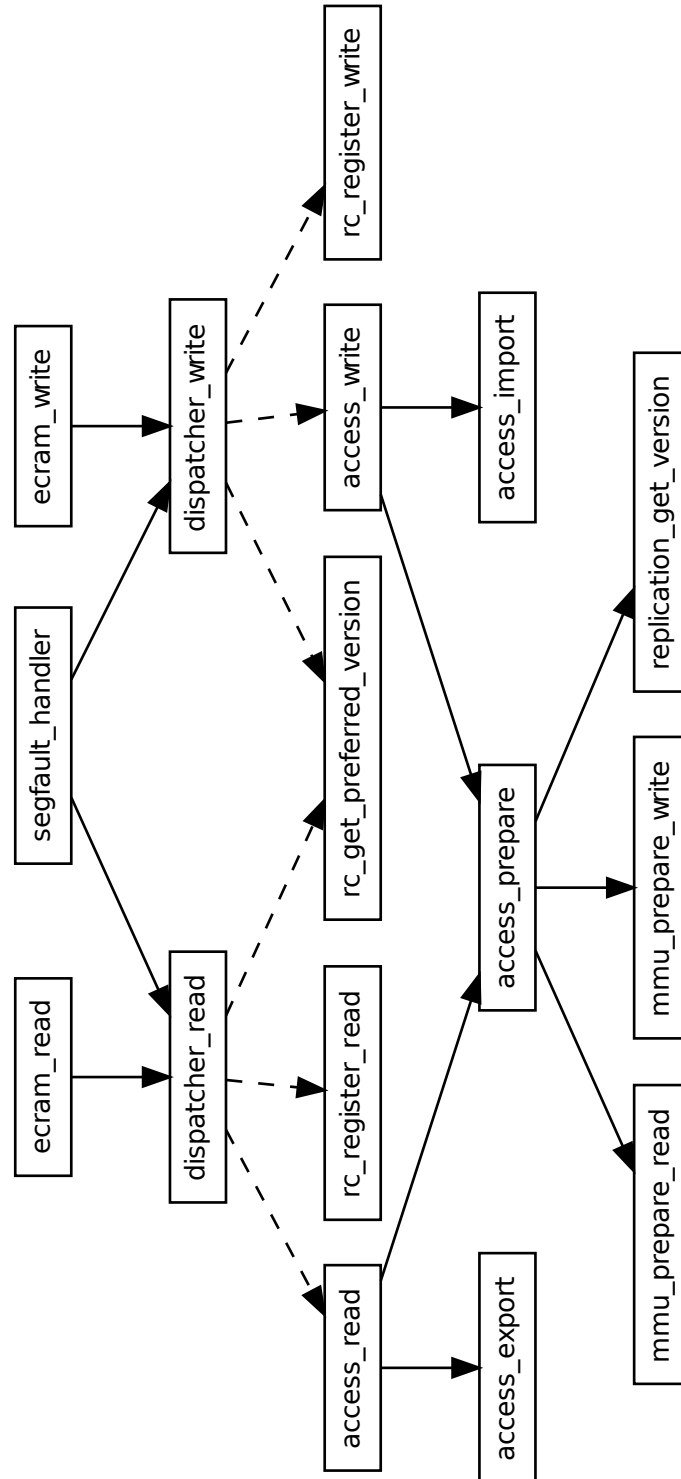 ecram_read
segfault_handler
ecram_write
dispatcher_read
dispatcher_write
access_read
rc_register_read
rc_get_preferred_version
access_write
rc_register_write
access_export
access_prepare
access_import
mmu_prepare_read
mmu_prepare_write
replication_get_version